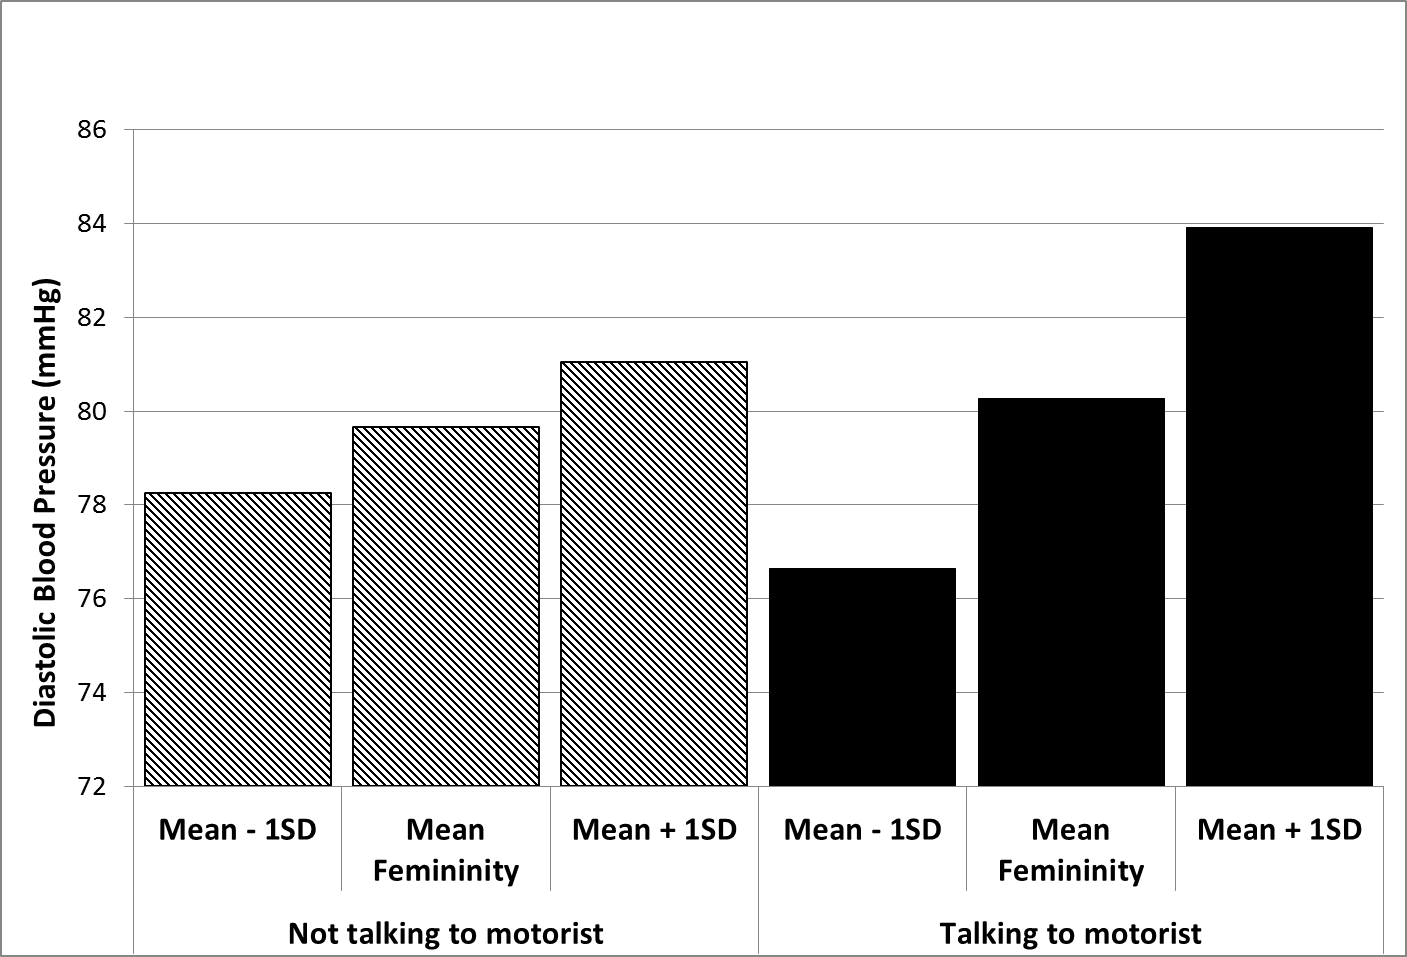 Diastolic Blood Pressure (mmHg)
86
84
82
80
78
76
74
72
Mean - 1SD
Mean
Femininity
Mean + 1SD
Mean - 1SD
Mean
Femininity
Mean + 1SD
Not talking to motorist
Talking to motorist